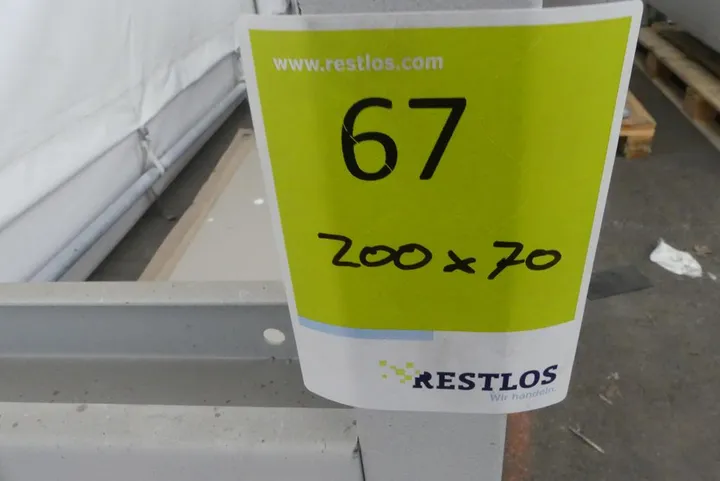 www.restlos.com
67
200 x 70
RESTLOS
Wir handeln.